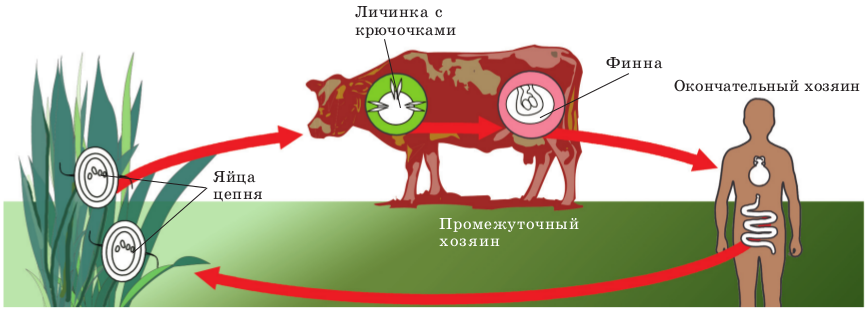 Личинка с
крючочками
Финна
Окончательный хозяин
Яйца
цепня
Промежуточный
хозяин